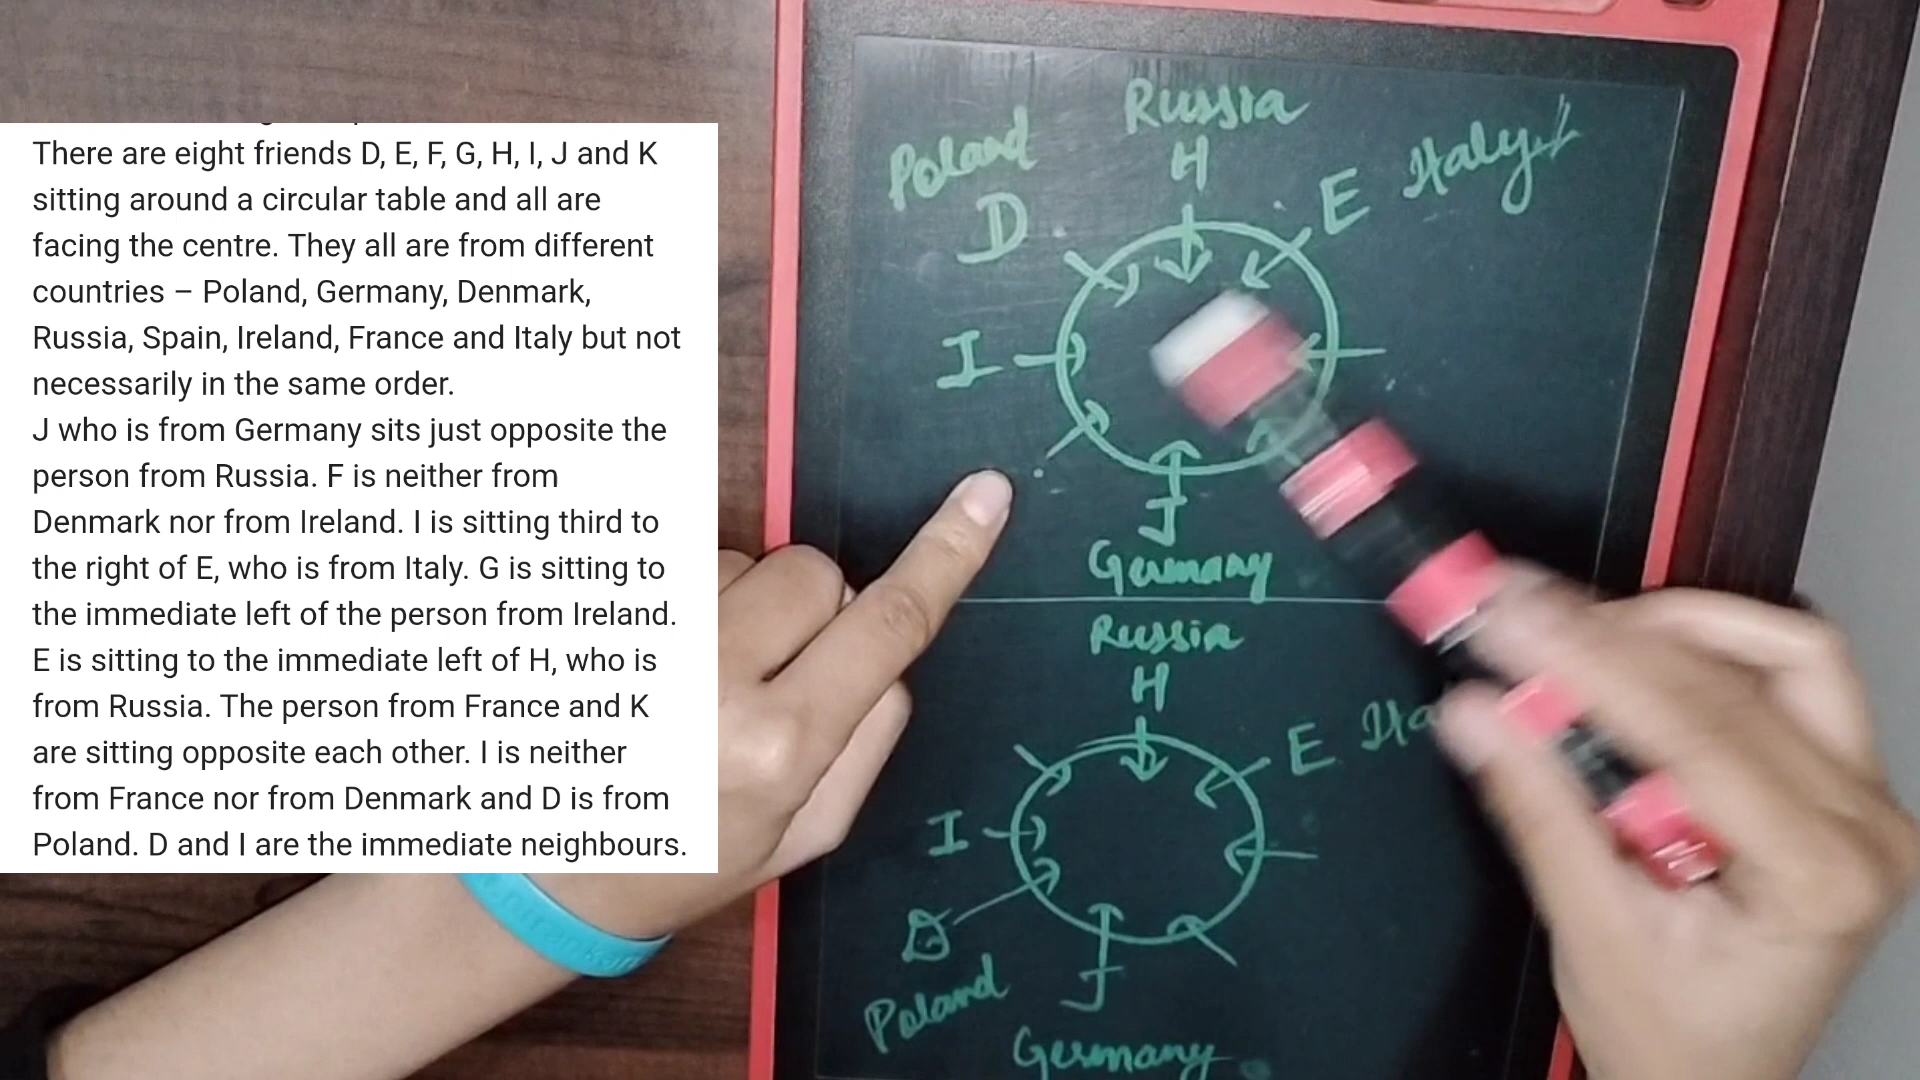 There are eight friends D, E, F, G, H, I, J and K
sitting around a circular table and all are
facing the centre. They all are from different
countries – Poland, Germany, Denmark,
Russia, Spain, Ireland, France and Italy but not
necessarily in the same order.
J who is from Germany sits just opposite the
person from Russia. F is neither from
Denmark nor from Ireland. I is sitting third to
the right of E, who is from Italy. G is sitting to
the immediate left of the person from Ireland.
E is sitting to the immediate left of H, who is
from Russia. The person from France and K
are sitting opposite each other. I is neither
from France nor from Denmark and D is from
Poland. D and I are the immediate neighbours.
Russia
Poland
H
E Italy
D
I
J
Germany
Russia
H
E Ita
I
D
Poland
J
Germany